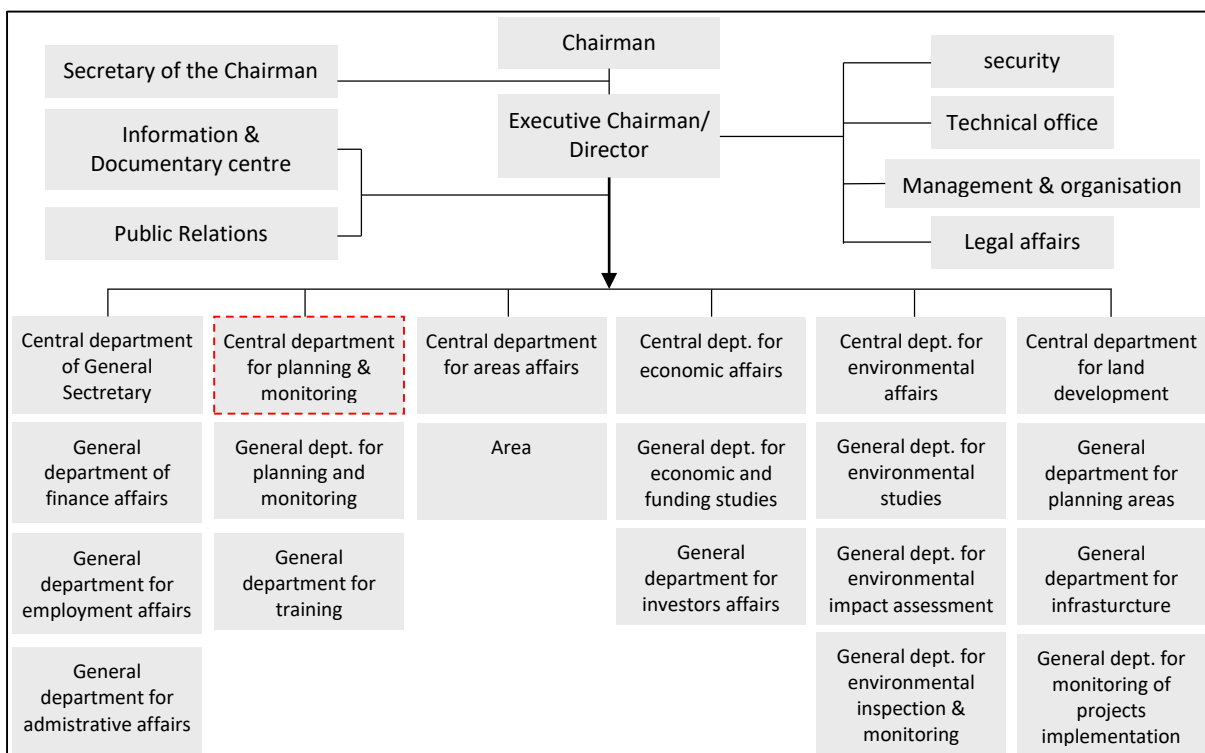 Chairman
Secretary of the Chairman
security
Executive Chairman/
Director
Information &
Documentary centre
Technical office
Management & organisation
Public Relations
Legal affairs
Central department
of General
Sectretary
Central department
for planning &
monitoring
Central department
for areas affairs
Central dept. for
economic affairs
Central dept. for
environmental
affairs
Central department
for land
development
General
department of
finance affairs
General dept. for
planning and
monitoring
Area
General dept. for
economic and
funding studies
General dept. for
environmental
studies
General
department for
planning areas
General
department for
employment affairs
General
department for
training
General
department for
investors affairs
General dept. for
environmental
impact assessment
General
department for
infrasturcture
General
department for
admistrative affairs
General dept. for
environmental
inspection &
monitoring
General dept. for
monitoring of
projects
implementation